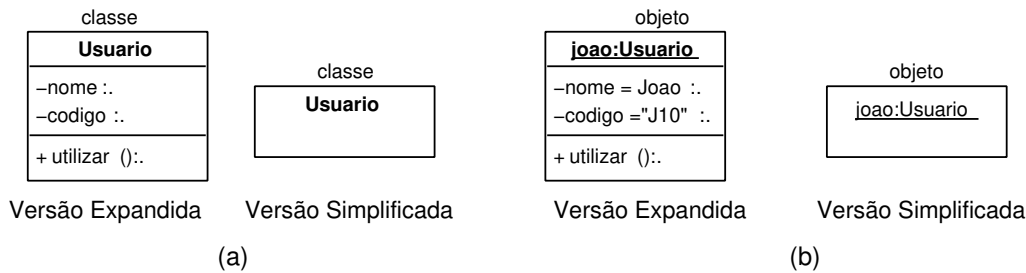 classe
Usuario
−nome :.
−codigo :.
+ utilizar ():.
Versão Expandida
classe
Usuario
Versão Simplificada
(a)
objeto
joao:Usuario
−nome = Joao :.
−codigo ="J10" :.
+ utilizar ():.
Versão Expandida
objeto
joao:Usuario
Versão Simplificada
(b)